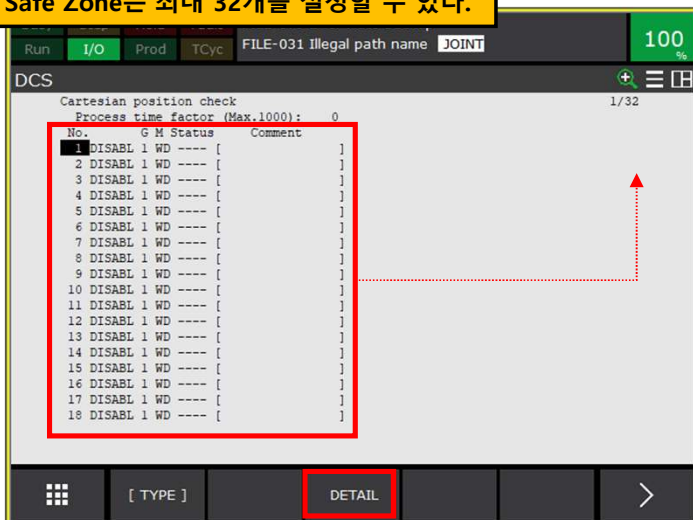 Safe Zone은 최대 32개를 설정할 수 있다.
Run I/O Prod TCyc FILE-031 Illegal path name JOINT 100 %
DCS
Cartesian position check 1/32
Process time factor (Max.1000): 0
No. G M Status Comment
1 DISABL 1 WD ---- [ ]
2 DISABL 1 WD ---- [ ]
3 DISABL 1 WD ---- [ ]
4 DISABL 1 WD ---- [ ]
5 DISABL 1 WD ---- [ ]
6 DISABL 1 WD ---- [ ]
7 DISABL 1 WD ---- [ ]
8 DISABL 1 WD ---- [ ]
9 DISABL 1 WD ---- [ ]
10 DISABL 1 WD ---- [ ]
11 DISABL 1 WD ---- [ ]
12 DISABL 1 WD ---- [ ]
13 DISABL 1 WD ---- [ ]
14 DISABL 1 WD ---- [ ]
15 DISABL 1 WD ---- [ ]
16 DISABL 1 WD ---- [ ]
17 DISABL 1 WD ---- [ ]
18 DISABL 1 WD ---- [ ]
[ TYPE ] DETAIL >